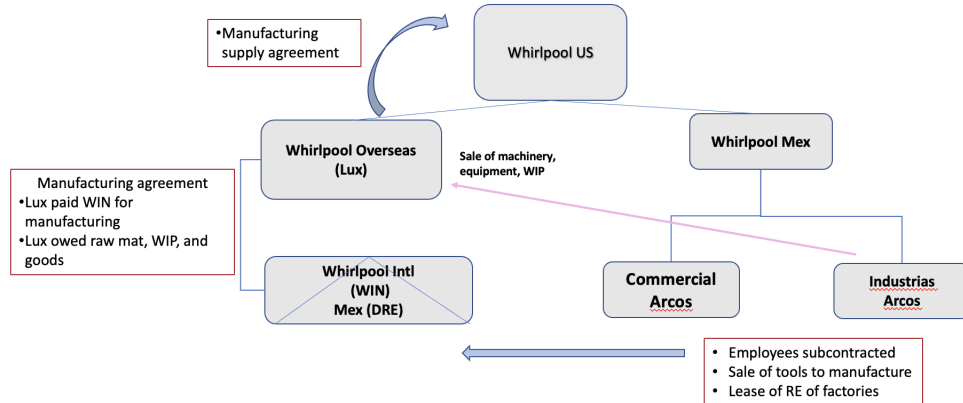 •Manufacturing
supply agreement
Whirlpool US
Whirlpool Overseas
(Lux)
Whirlpool Mex
Sale of machinery,
equipment, WIP
Manufacturing agreement
•Lux paid WIN for
manufacturing
•Lux owed raw mat, WIP, and
goods
Whirlpool Intl
(WIN)
Mex (DRE)
Commercial
Arcos
Industrias
Arcos
• Employees subcontracted
• Sale of tools to manufacture
• Lease of RE of factories